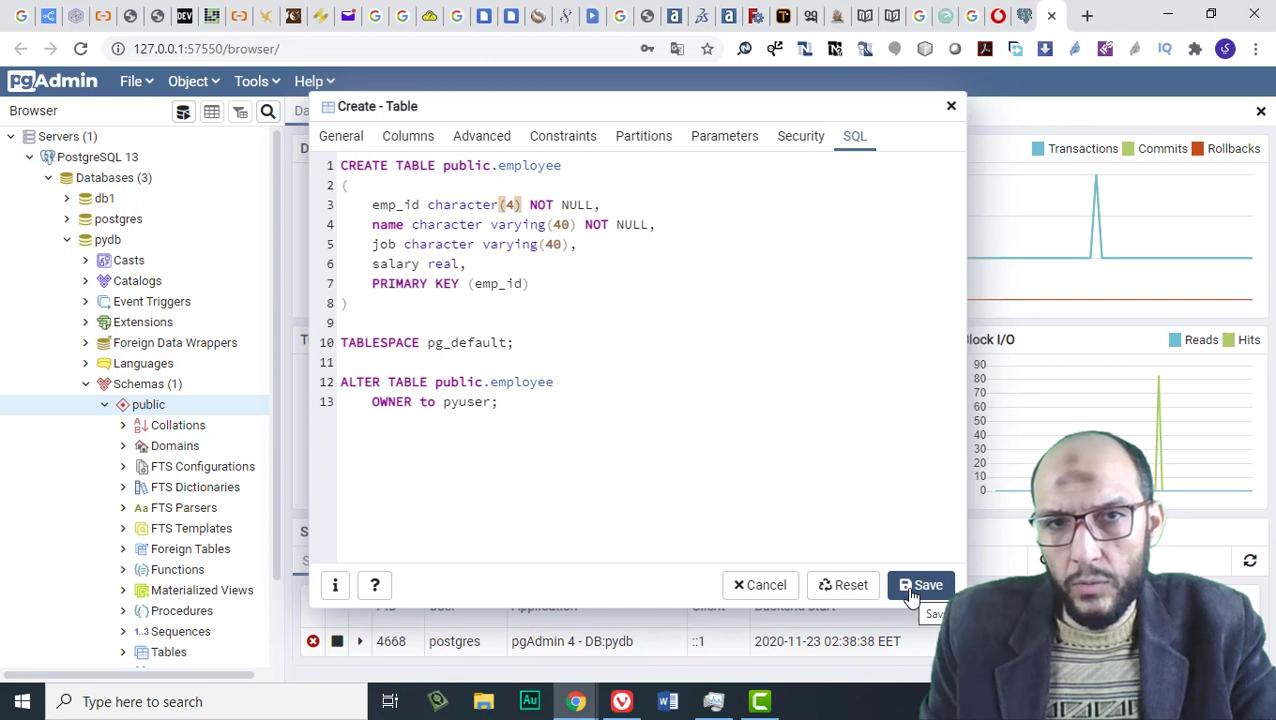 127.0.0.1:57550/browser/
pgAdmin File Object Tools Help
Browser
Create - Table
Servers (1)
PostgreSQL 13
Databases (3)
db1
postgres
pydb
Casts
Catalogs
Event Triggers
Extensions
Foreign Data Wrappers
Languages
Schemas (1)
public
Collations
Domains
FTS Configurations
FTS Dictionaries
FTS Parsers
FTS Templates
Foreign Tables
Functions
Materialized Views
Procedures
Sequences
Tables
General Columns Advanced Constraints Partitions Parameters Security SQL
1 CREATE TABLE public.employee
2 (
3 emp_id character(4) NOT NULL,
4 name character varying(40) NOT NULL,
5 job character varying(40),
6 salary real,
7 PRIMARY KEY (emp_id)
8 )
9
10 TABLESPACE pg_default;
11
12 ALTER TABLE public.employee
13 OWNER to pyuser;
Transactions Commits Rollbacks
Block I/O
Reads Hits
90
80
70
60
50
40
30
20
10
0
i ? Cancel Reset Save
4668 postgres pgAdmin 4 - DB:pydb ::1 2020-11-23 02:38:38 EET
Type here to search